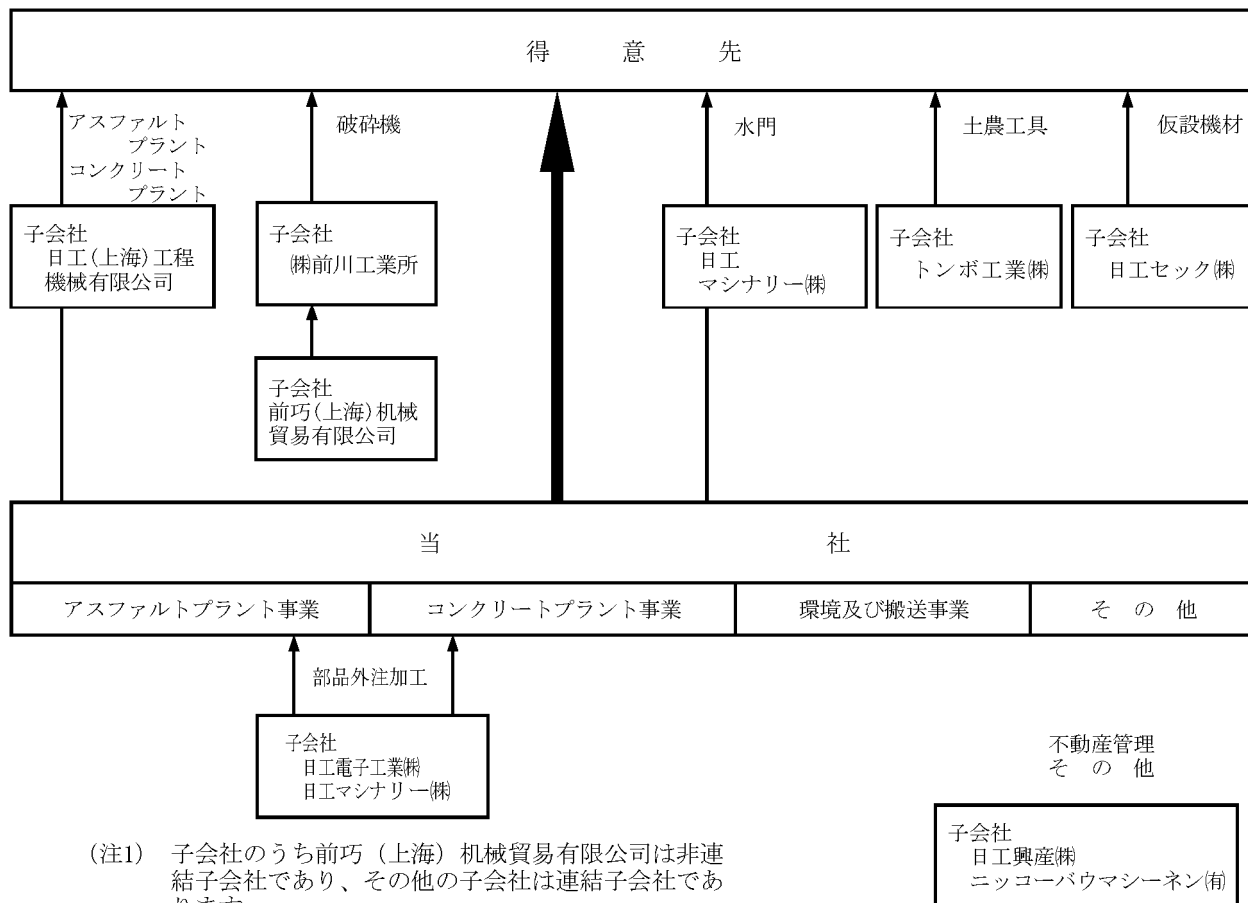 得意先
アスファルト
プラント
コンクリート
プラント
破砕機
水門
土農工具
仮設機材
子会社
日工(上海)工程
機械有限公司
子会社
㈱前川工業所
子会社
日工
マシナリー㈱
子会社
トンボ工業㈱
子会社
日工セック㈱
子会社
前巧(上海)机械
貿易有限公司
当社
アスファルトプラント事業
コンクリートプラント事業
環境及び搬送事業
その他
部品外注加工
子会社
日工電子工業㈱
日工マシナリー㈱
不動産管理
その他
子会社
日工興産㈱
ニッコーバウマシーネン㈲
(注1) 子会社のうち前巧(上海)机械貿易有限公司は非連
結子会社であり、その他の子会社は連結子会社であ